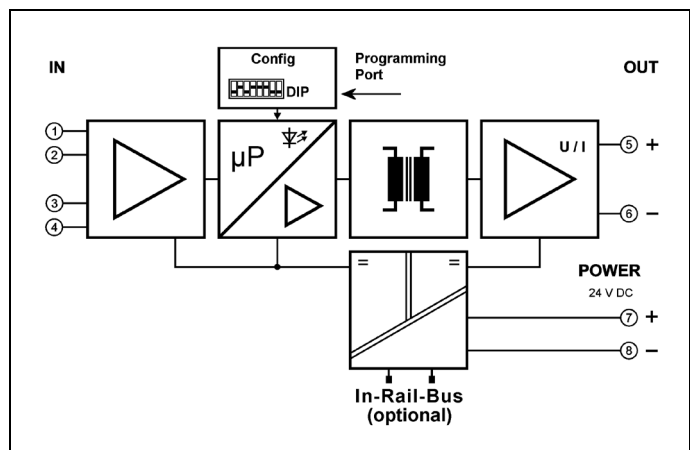 IN
Config
DIP
Programming
Port
OUT
1
2
3
4
µP
U / I
5 +
6 −
POWER
24 V DC
7 +
8 −
=
=
In-Rail-Bus
(optional)